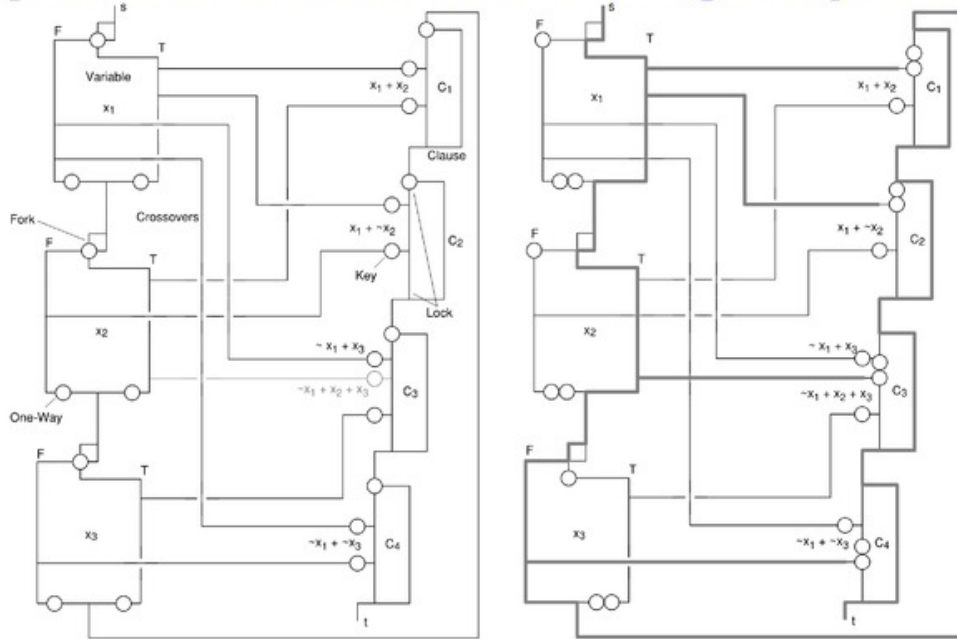 s
F
T
Variable
x1
x1 + x2
C1
Clause
Fork
Crossovers
F
T
x1 + ~x2
C2
Key
Lock
x2
~ x1 + x3
~x1 + x2 + x3
C3
One-Way
F
T
x3
~x1 + ~x3
C4
t
s
F
T
x1
x1 + x2
C1
F
T
x1 + ~x2
C2
x2
~ x1 + x3
~x1 + x2 + x3
C3
F
T
x3
~x1 + ~x3
C4
t